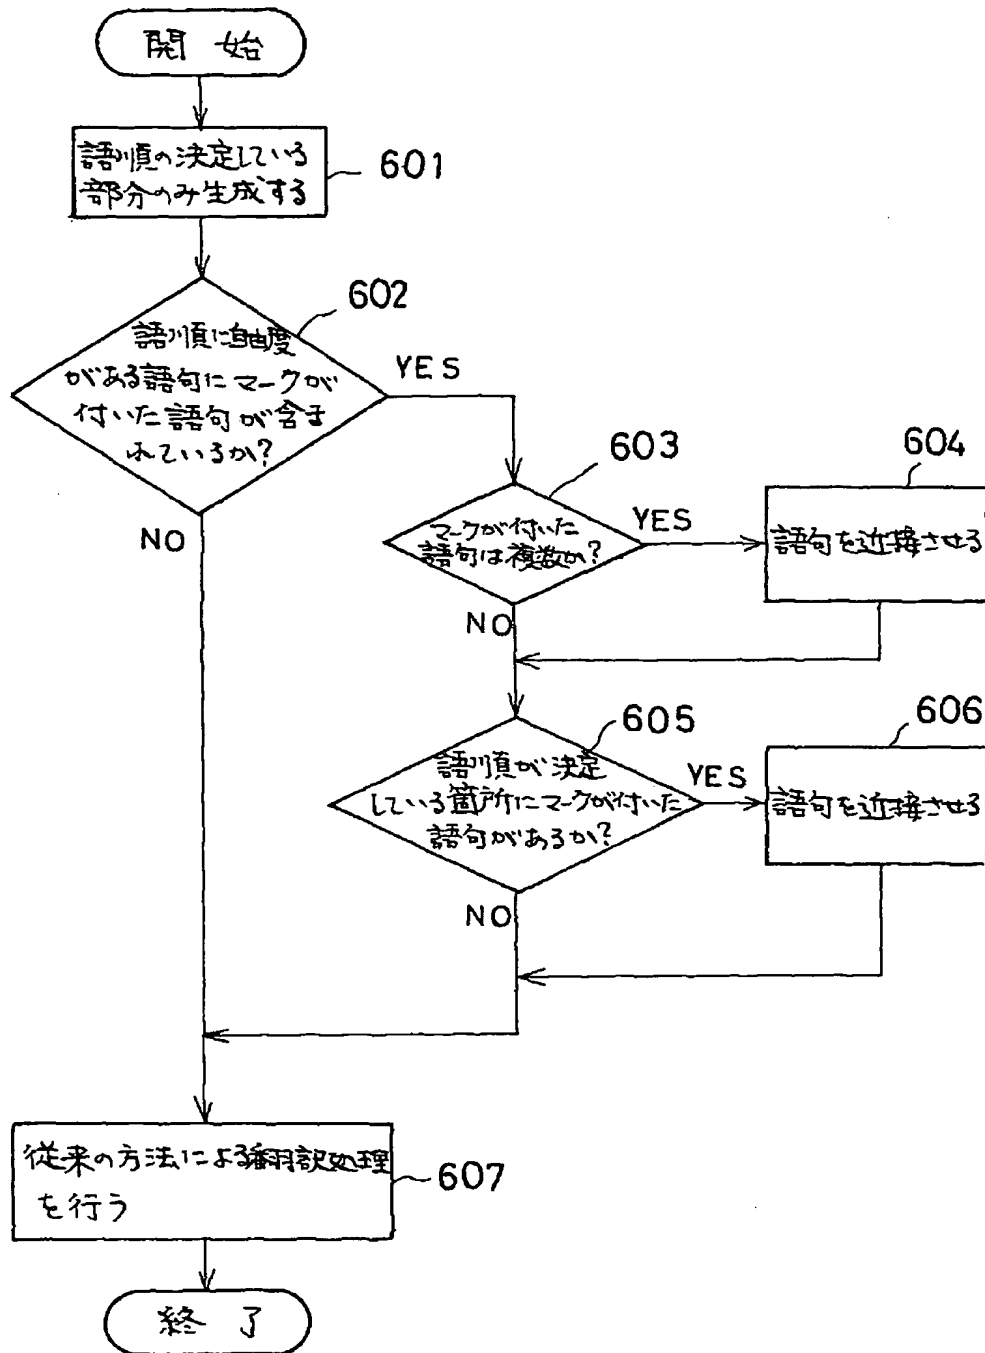 開 始
語順の決定している
部分のみ生成する
601
602
語順に自由度
がある語句にマークが
付いた語句が含ま
れているか?
YES
NO
603
マークが付いた
語句は複数か?
YES
NO
604
語句を近接させる
605
語順が決定
している箇所にマークが付いた
語句があるか?
YES
NO
606
語句を近接させる
従来の方法による翻訳処理
を行う
607
終 了